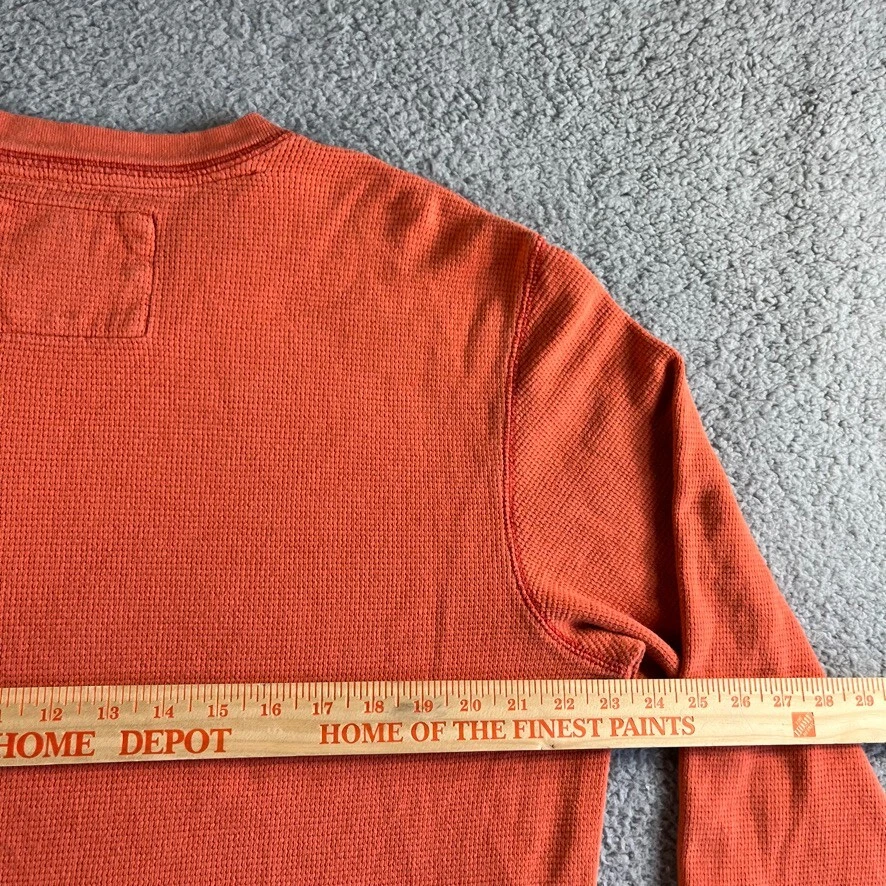 1 12 13 14 15 16 17 18 19 20 21 22 23 24 25 26 27 28 29
HOME DEPOT HOME OF THE FINEST PAINTS